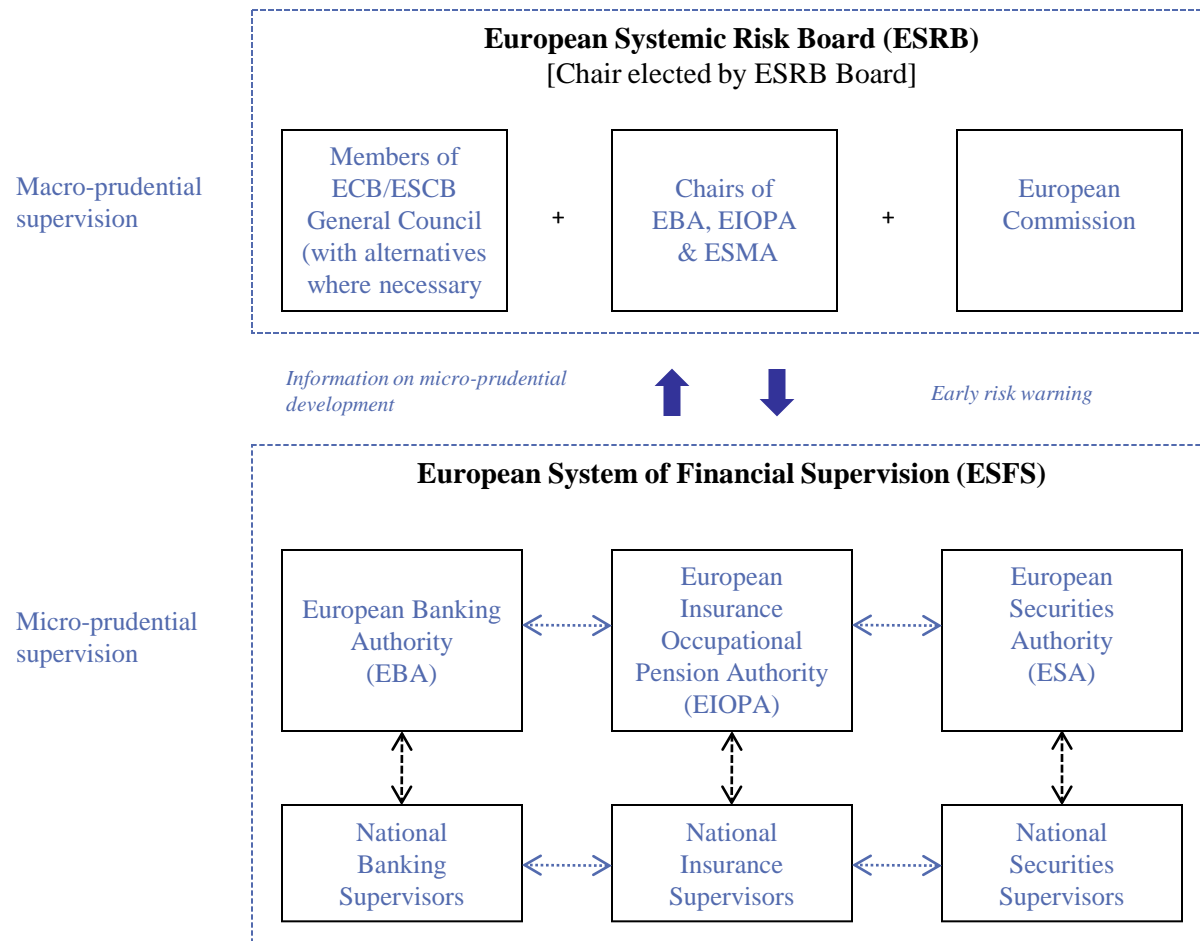 European Systemic Risk Board (ESRB)
[Chair elected by ESRB Board]
Macro-prudential
supervision
Members of
ECB/ESCB
General Council
(with alternatives
where necessary
+
Chairs of
EBA, EIOPA
& ESMA
+
European
Commission
Information on micro-prudential
development
Early risk warning
European System of Financial Supervision (ESFS)
Micro-prudential
supervision
European Banking
Authority
(EBA)
European
Insurance
Occupational
Pension Authority
(EIOPA)
European
Securities
Authority
(ESA)
National
Banking
Supervisors
National
Insurance
Supervisors
National
Securities
Supervisors